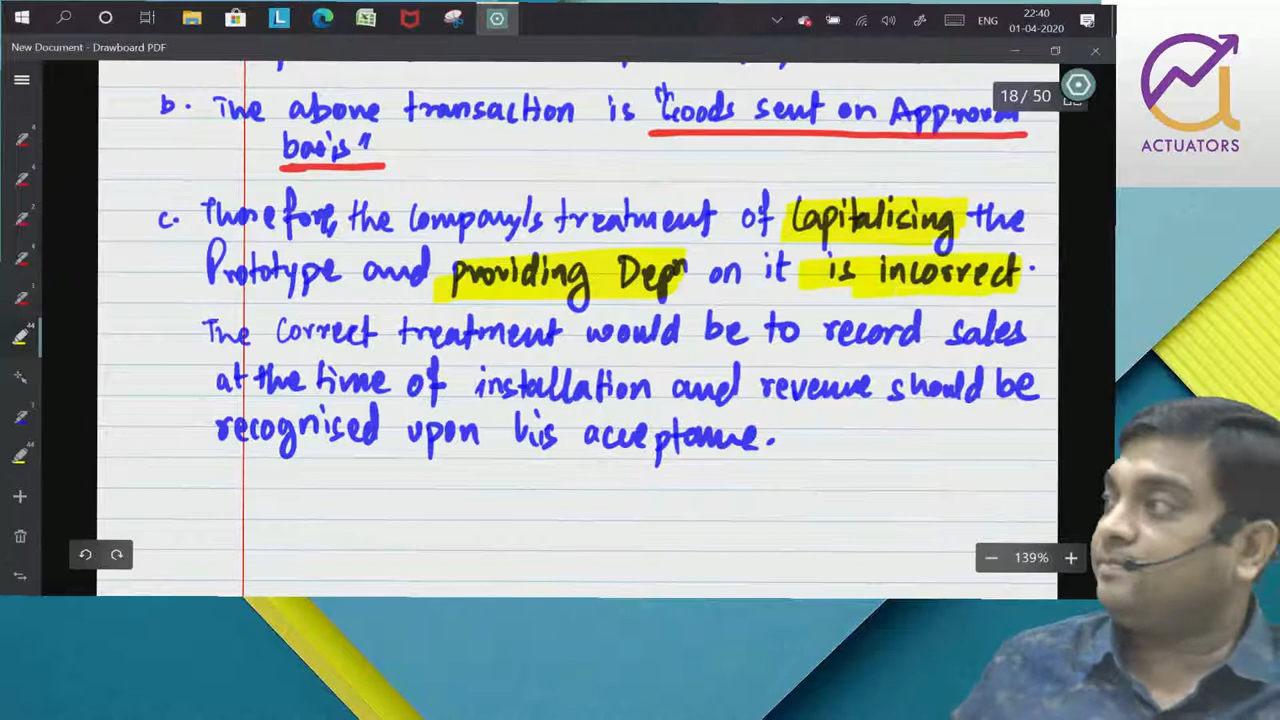 22:40
ENG
01-04-2020
New Document - Drawboard PDF
18 / 50
b. The above transaction is "Goods sent on Approval
basis"
c. Therefore, the Company's treatment of Capitalising the
Prototype and providing Depn on it is incorrect.
The correct treatment would be to record sales
at the time of installation and revenue should be
recognised upon his acceptance.
139%
ACTUATORS